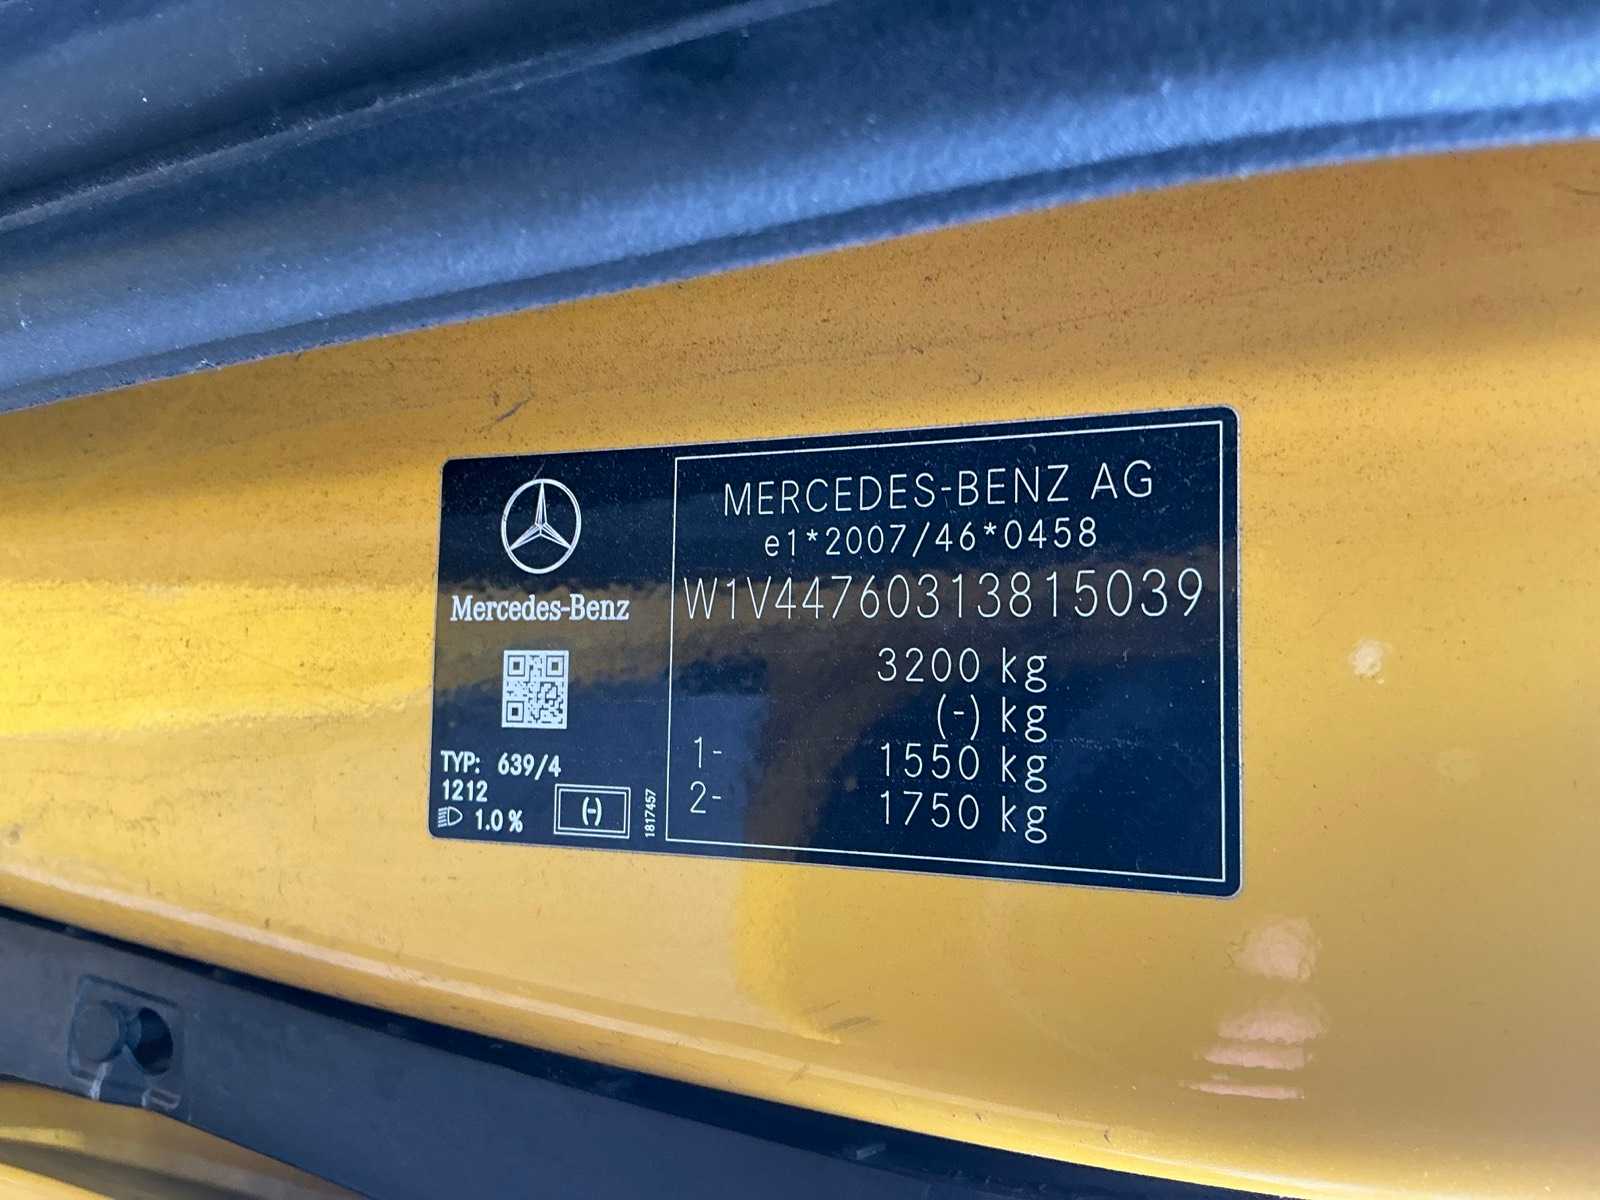 Mercedes-Benz
TYP: 639/4
1212
1.0 %
(-)
1817457
MERCEDES-BENZ AG
e1*2007/46*0458
W1V44760313815039
3200 kg
(-) kg
1- 1550 kg
2- 1750 kg